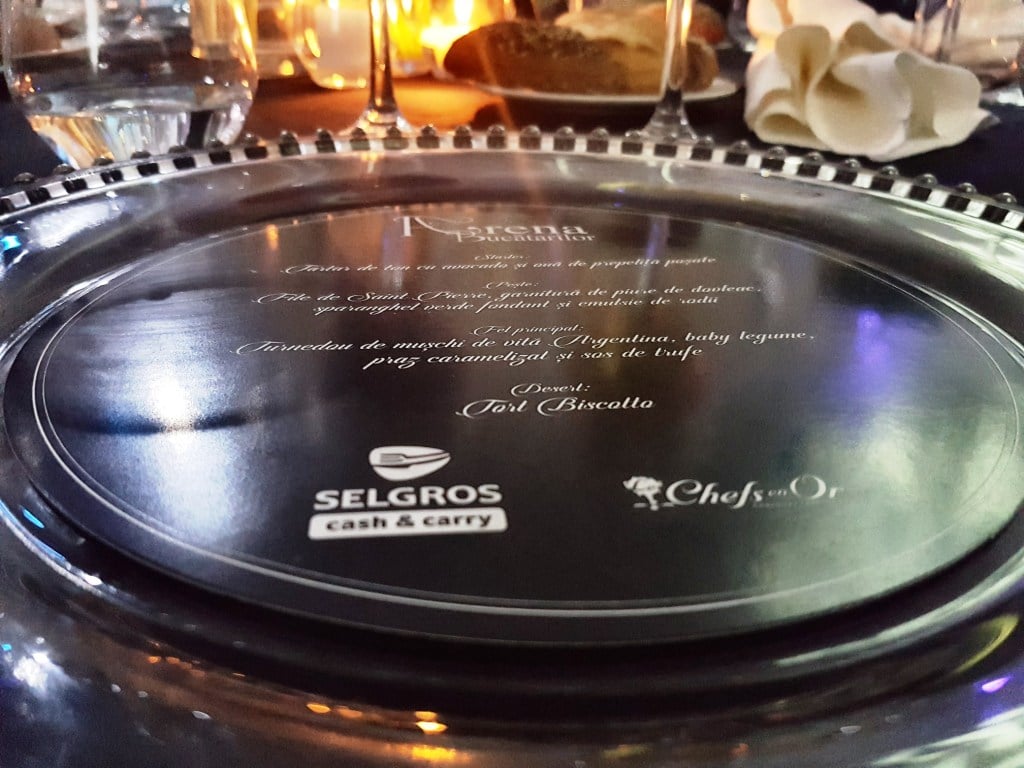 Arena
Bucătarilor
Starter:
Tartar de ton cu avocado și ouă de prepeliță poșate
Pește:
File de Saint Pierre, garnitură de piure de dovleac,
sparanghel verde fondant și emulsie de rodii
Fel principal:
Turnedou de mușchi de vită Argentina, baby legume,
praz caramelizat și sos de trufe
Desert:
Tort Biscotto
SELGROS
cash & carry
Chefs en Or